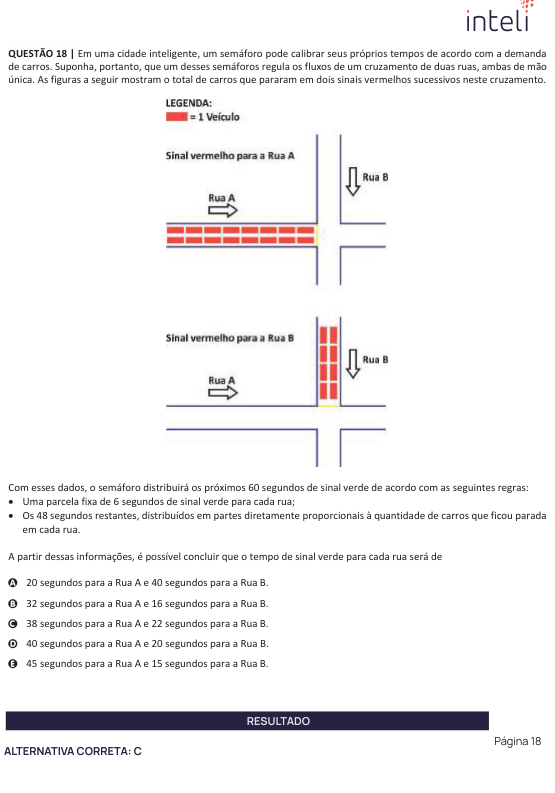 inteli
QUESTÃO 18 | Em uma cidade inteligente, um semáforo pode calibrar seus próprios tempos de acordo com a demanda
de carros. Suponha, portanto, que um desses semáforos regula os fluxos de um cruzamento de duas ruas, ambas de mão
única. As figuras a seguir mostram o total de carros que pararam em dois sinais vermelhos sucessivos neste cruzamento.
LEGENDA:
= 1 Veículo
Sinal vermelho para a Rua A
Rua B
Rua A
Sinal vermelho para a Rua B
Rua B
Rua A
Com esses dados, o semáforo distribuirá os próximos 60 segundos de sinal verde de acordo com as seguintes regras:
• Uma parcela fixa de 6 segundos de sinal verde para cada rua;
• Os 48 segundos restantes, distribuídos em partes diretamente proporcionais à quantidade de carros que ficou parada
em cada rua.
A partir dessas informações, é possível concluir que o tempo de sinal verde para cada rua será de
A 20 segundos para a Rua A e 40 segundos para a Rua B.
B 32 segundos para a Rua A e 16 segundos para a Rua B.
C 38 segundos para a Rua A e 22 segundos para a Rua B.
D 40 segundos para a Rua A e 20 segundos para a Rua B.
E 45 segundos para a Rua A e 15 segundos para a Rua B.
RESULTADO
Página 18
ALTERNATIVA CORRETA: C